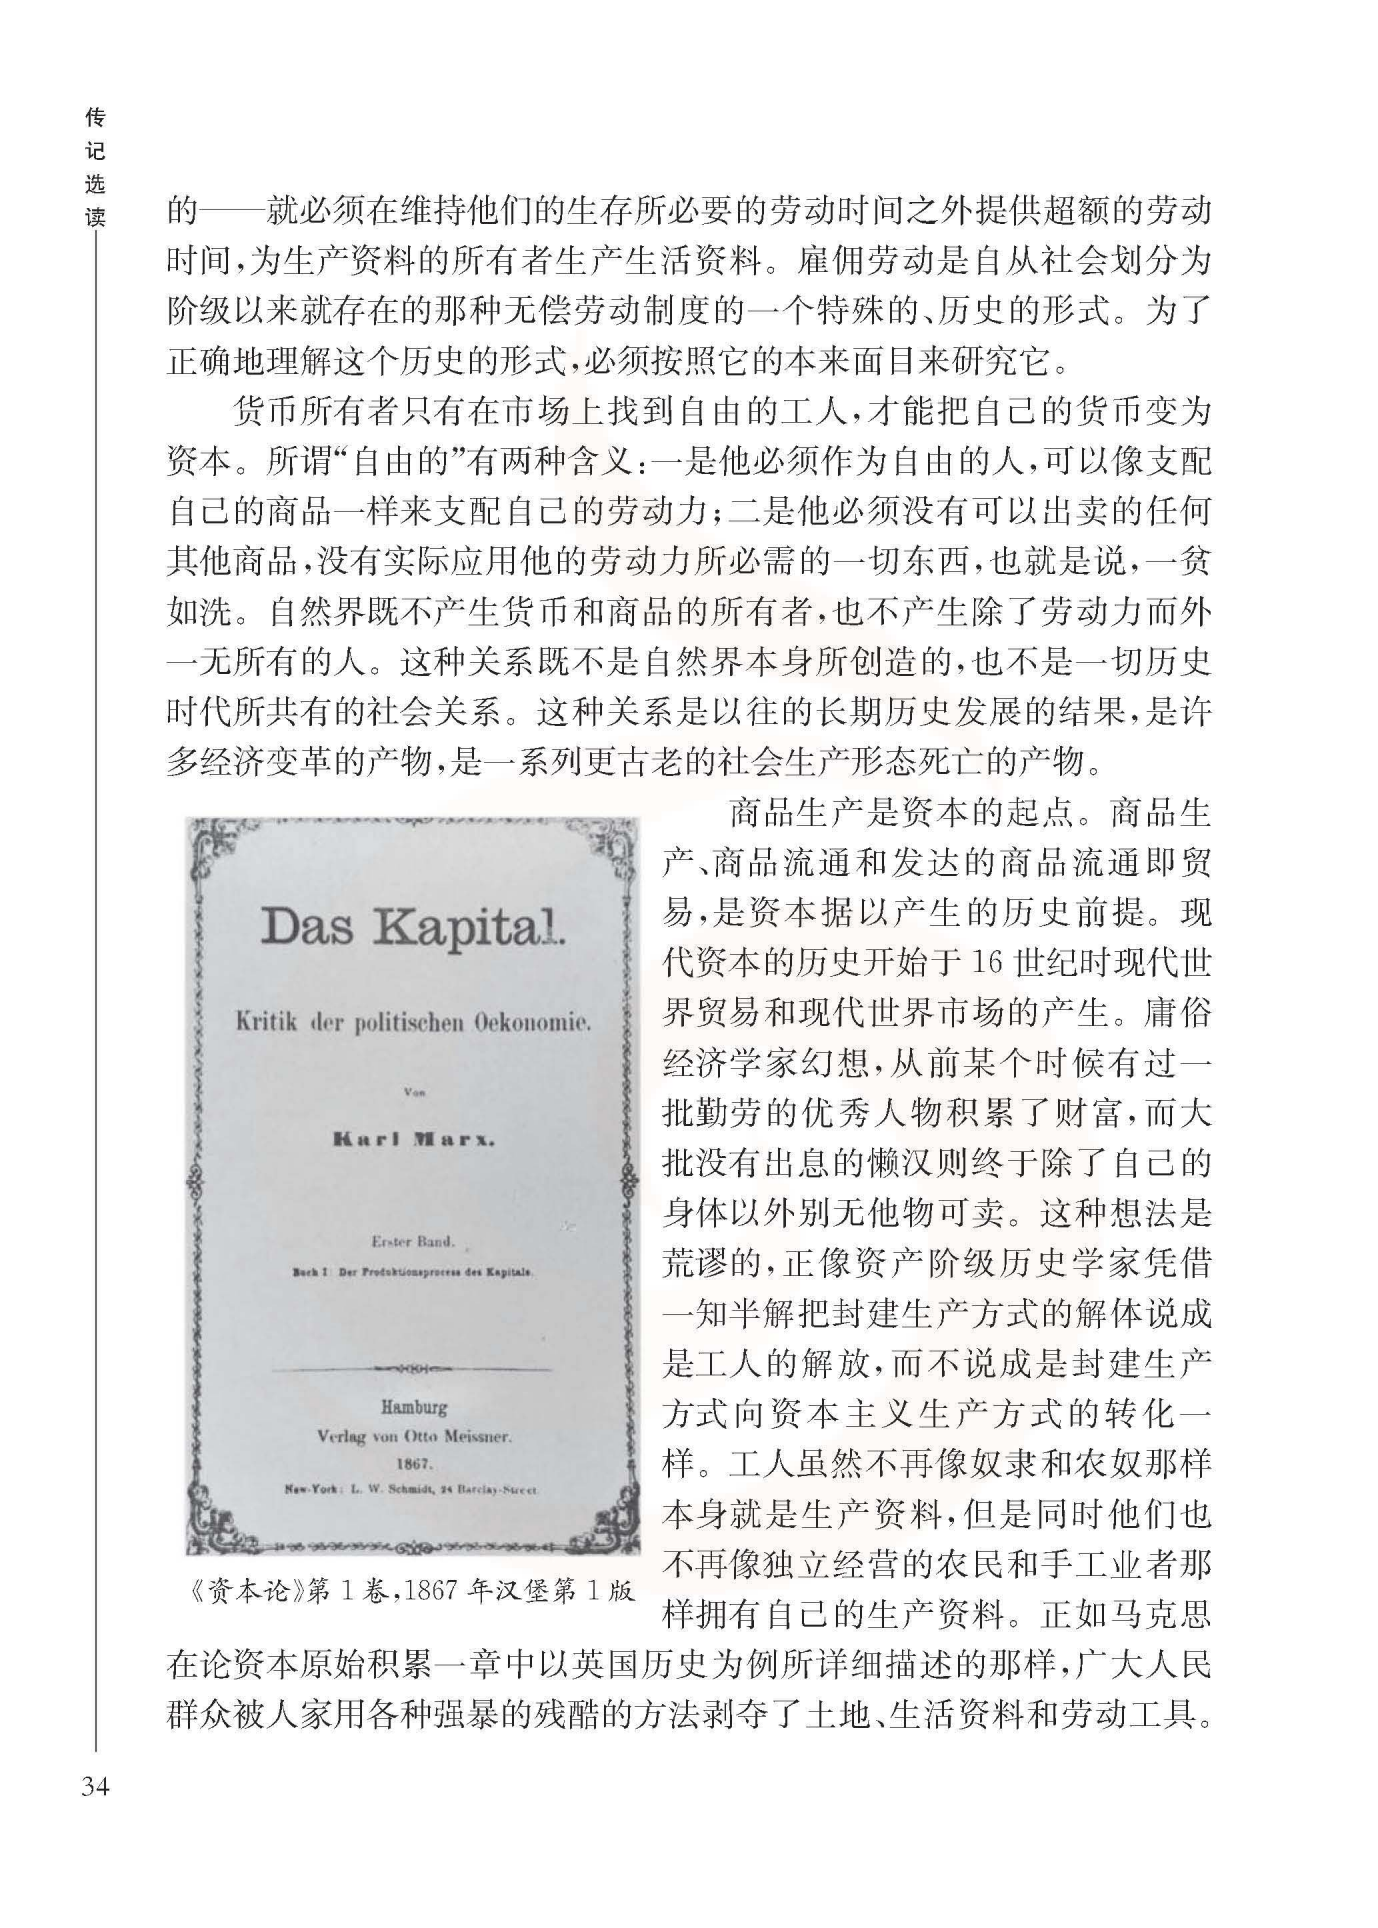 传记选读
的——就必须在维持他们的生存所必要的劳动时间之外提供超额的劳动
时间,为生产资料的所有者生产生活资料。雇佣劳动是自从社会划分为
阶级以来就存在的那种无偿劳动制度的一个特殊的、历史的形式。为了
正确地理解这个历史的形式,必须按照它的本来面目来研究它。
货币所有者只有在市场上找到自由的工人,才能把自己的货币变为
资本。所谓“自由的”有两种含义:一是他必须作为自由的人,可以像支配
自己的商品一样来支配自己的劳动力;二是他必须没有可以出卖的任何
其他商品,没有实际应用他的劳动力所必需的一切东西,也就是说,一贫
如洗。自然界既不产生货币和商品的所有者,也不产生除了劳动力而外
一无所有的人。这种关系既不是自然界本身所创造的,也不是一切历史
时代所共有的社会关系。这种关系是以往的长期历史发展的结果,是许
多经济变革的产物,是一系列更古老的社会生产形态死亡的产物。
商品生产是资本的起点。商品生
产、商品流通和发达的商品流通即贸
易,是资本据以产生的历史前提。现
代资本的历史开始于 16 世纪时现代世
界贸易和现代世界市场的产生。庸俗
经济学家幻想,从前某个时候有过一
批勤劳的优秀人物积累了财富,而大
批没有出息的懒汉则终于除了自己的
身体以外别无他物可卖。这种想法是
荒谬的,正像资产阶级历史学家凭借
一知半解把封建生产方式的解体说成
是工人的解放,而不说成是封建生产
方式向资本主义生产方式的转化一
样。工人虽然不再像奴隶和农奴那样
本身就是生产资料,但是同时他们也
不再像独立经营的农民和手工业者那
样拥有自己的生产资料。正如马克思
Das Kapital.
Kritik der politischen Oekonomie.
Von
Karl Marx.
Erster Band.
Buch I: Der Produktionsprocess des Kapitals.
Hamburg
Verlag von Otto Meissner.
1867.
New-York: L. W. Schmidt, 24 Barclay-Street
《资本论》第 1 卷,1867 年汉堡第 1 版
在论资本原始积累一章中以英国历史为例所详细描述的那样,广大人民
群众被人家用各种强暴的残酷的方法剥夺了土地、生活资料和劳动工具。
34